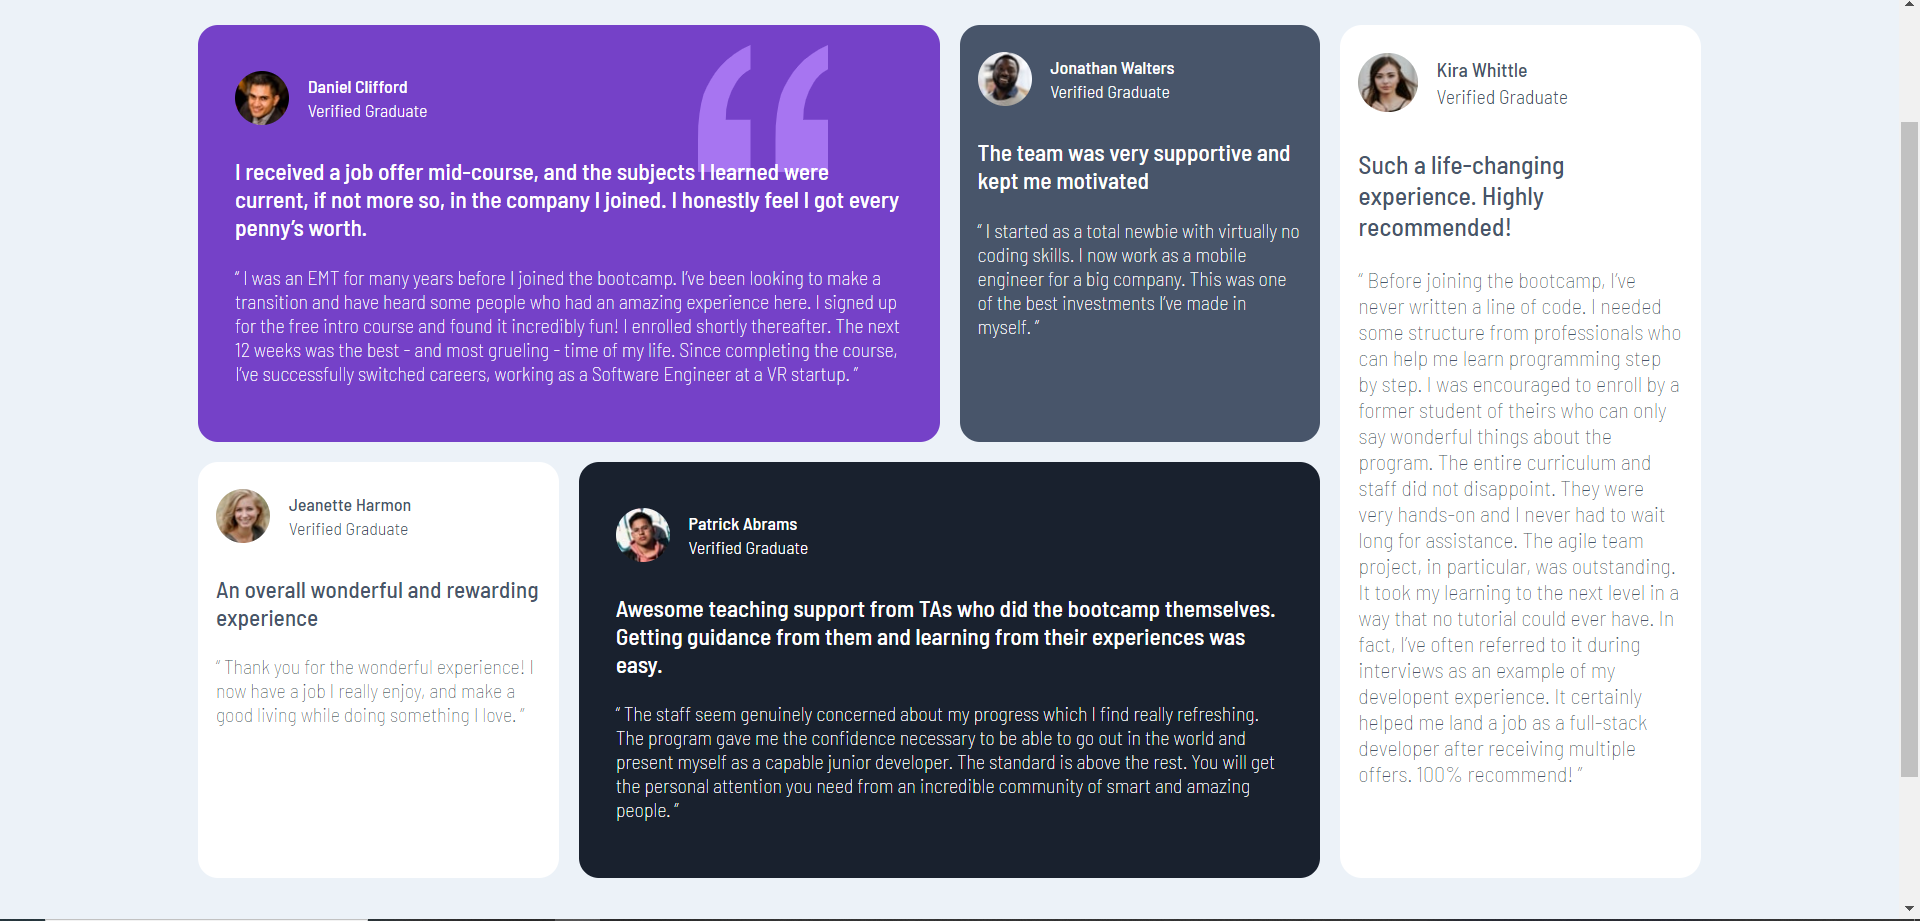 Daniel Clifford
Verified Graduate
I received a job offer mid-course, and the subjects I learned were
current, if not more so, in the company I joined. I honestly feel I got every
penny’s worth.
“ I was an EMT for many years before I joined the bootcamp. I’ve been looking to make a
transition and have heard some people who had an amazing experience here. I signed up
for the free intro course and found it incredibly fun! I enrolled shortly thereafter. The next
12 weeks was the best - and most grueling - time of my life. Since completing the course,
I’ve successfully switched careers, working as a Software Engineer at a VR startup. ”
Jonathan Walters
Verified Graduate
The team was very supportive and
kept me motivated
“ I started as a total newbie with virtually no
coding skills. I now work as a mobile
engineer for a big company. This was one
of the best investments I’ve made in
myself. ”
Kira Whittle
Verified Graduate
Such a life-changing
experience. Highly
recommended!
“ Before joining the bootcamp, I’ve
never written a line of code. I needed
some structure from professionals who
can help me learn programming step
by step. I was encouraged to enroll by a
former student of theirs who can only
say wonderful things about the
program. The entire curriculum and
staff did not disappoint. They were
very hands-on and I never had to wait
long for assistance. The agile team
project, in particular, was outstanding.
It took my learning to the next level in a
way that no tutorial could ever have. In
fact, I’ve often referred to it during
interviews as an example of my
developent experience. It certainly
helped me land a job as a full-stack
developer after receiving multiple
offers. 100% recommend! ”
Jeanette Harmon
Verified Graduate
An overall wonderful and rewarding
experience
“ Thank you for the wonderful experience! I
now have a job I really enjoy, and make a
good living while doing something I love. ”
Patrick Abrams
Verified Graduate
Awesome teaching support from TAs who did the bootcamp themselves.
Getting guidance from them and learning from their experiences was
easy.
“ The staff seem genuinely concerned about my progress which I find really refreshing.
The program gave me the confidence necessary to be able to go out in the world and
present myself as a capable junior developer. The standard is above the rest. You will get
the personal attention you need from an incredible community of smart and amazing
people. ”